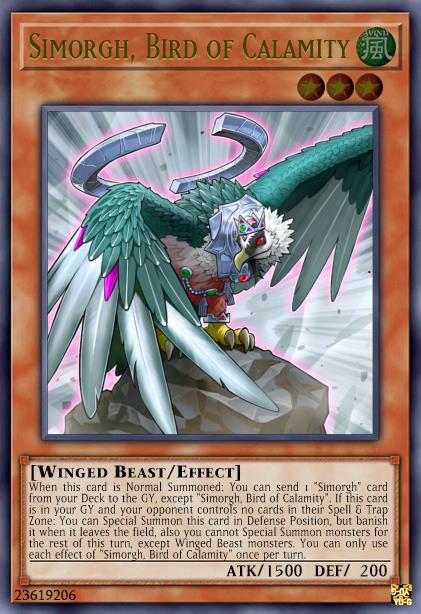 Simorgh, Bird of Calamity
WIND
風
[Winged Beast/Effect]
When this card is Normal Summoned: You can send 1 "Simorgh" card
from your Deck to the GY, except "Simorgh, Bird of Calamity". If this card
is in your GY and your opponent controls no cards in their Spell & Trap
Zone: You can Special Summon this card in Defense Position, but banish
it when it leaves the field, also you cannot Special Summon monsters for
the rest of this turn, except Winged Beast monsters. You can only use
each effect of "Simorgh, Bird of Calamity" once per turn.
ATK/1500 DEF/ 200
23619206